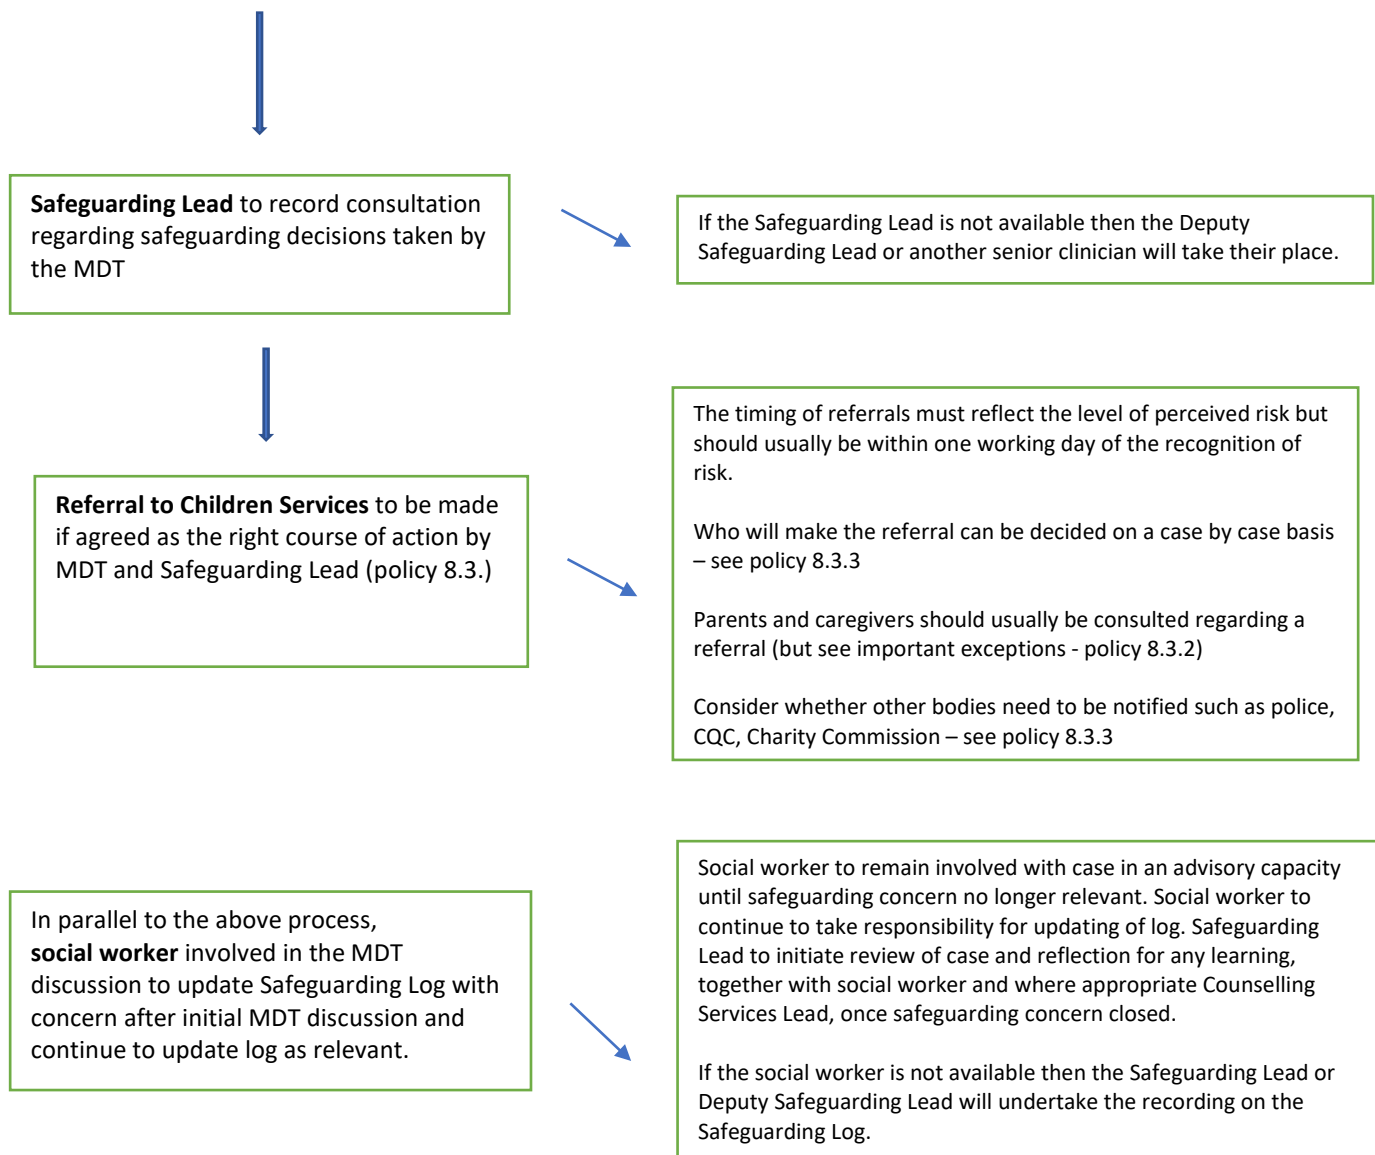 Safeguarding Lead to record consultation
regarding safeguarding decisions taken by
the MDT
If the Safeguarding Lead is not available then the Deputy
Safeguarding Lead or another senior clinician will take their place.
Referral to Children Services to be made
if agreed as the right course of action by
MDT and Safeguarding Lead (policy 8.3.)
The timing of referrals must reflect the level of perceived risk but
should usually be within one working day of the recognition of
risk.
Who will make the referral can be decided on a case by case basis
– see policy 8.3.3
Parents and caregivers should usually be consulted regarding a
referral (but see important exceptions - policy 8.3.2)
Consider whether other bodies need to be notified such as police,
CQC, Charity Commission – see policy 8.3.3
In parallel to the above process,
social worker involved in the MDT
discussion to update Safeguarding Log with
concern after initial MDT discussion and
continue to update log as relevant.
Social worker to remain involved with case in an advisory capacity
until safeguarding concern no longer relevant. Social worker to
continue to take responsibility for updating of log. Safeguarding
Lead to initiate review of case and reflection for any learning,
together with social worker and where appropriate Counselling
Services Lead, once safeguarding concern closed.
If the social worker is not available then the Safeguarding Lead or
Deputy Safeguarding Lead will undertake the recording on the
Safeguarding Log.